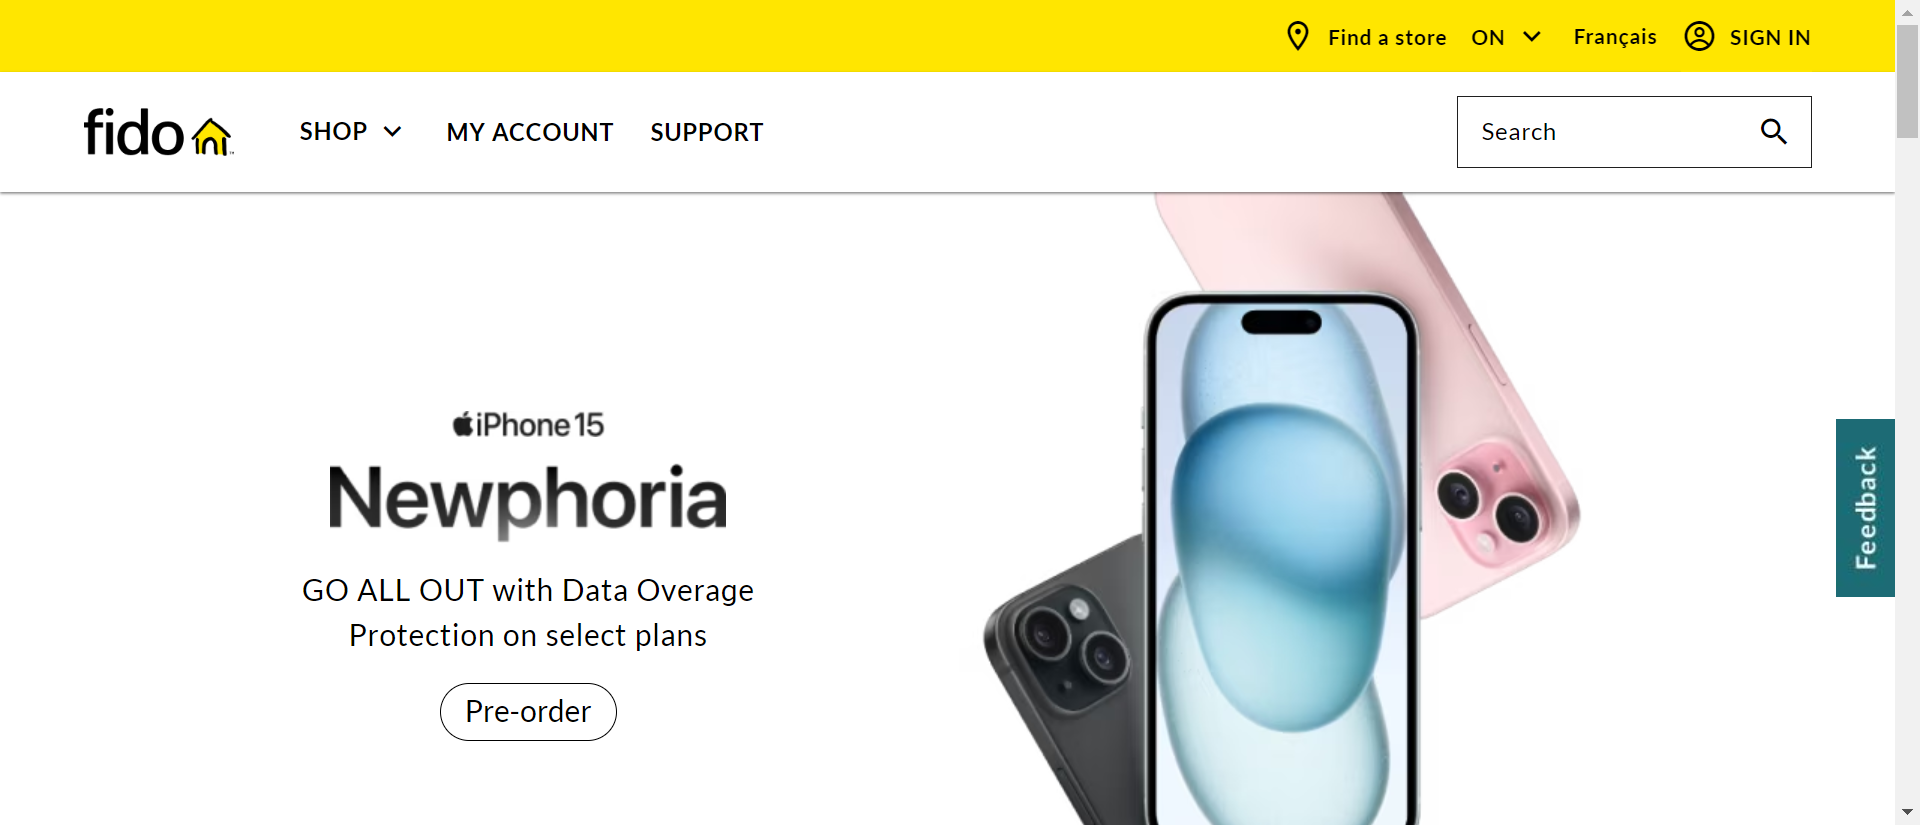 Find a store ON Français SIGN IN
fido SHOP MY ACCOUNT SUPPORT Search
iPhone 15
Newphoria
GO ALL OUT with Data Overage
Protection on select plans
Pre-order
Feedback